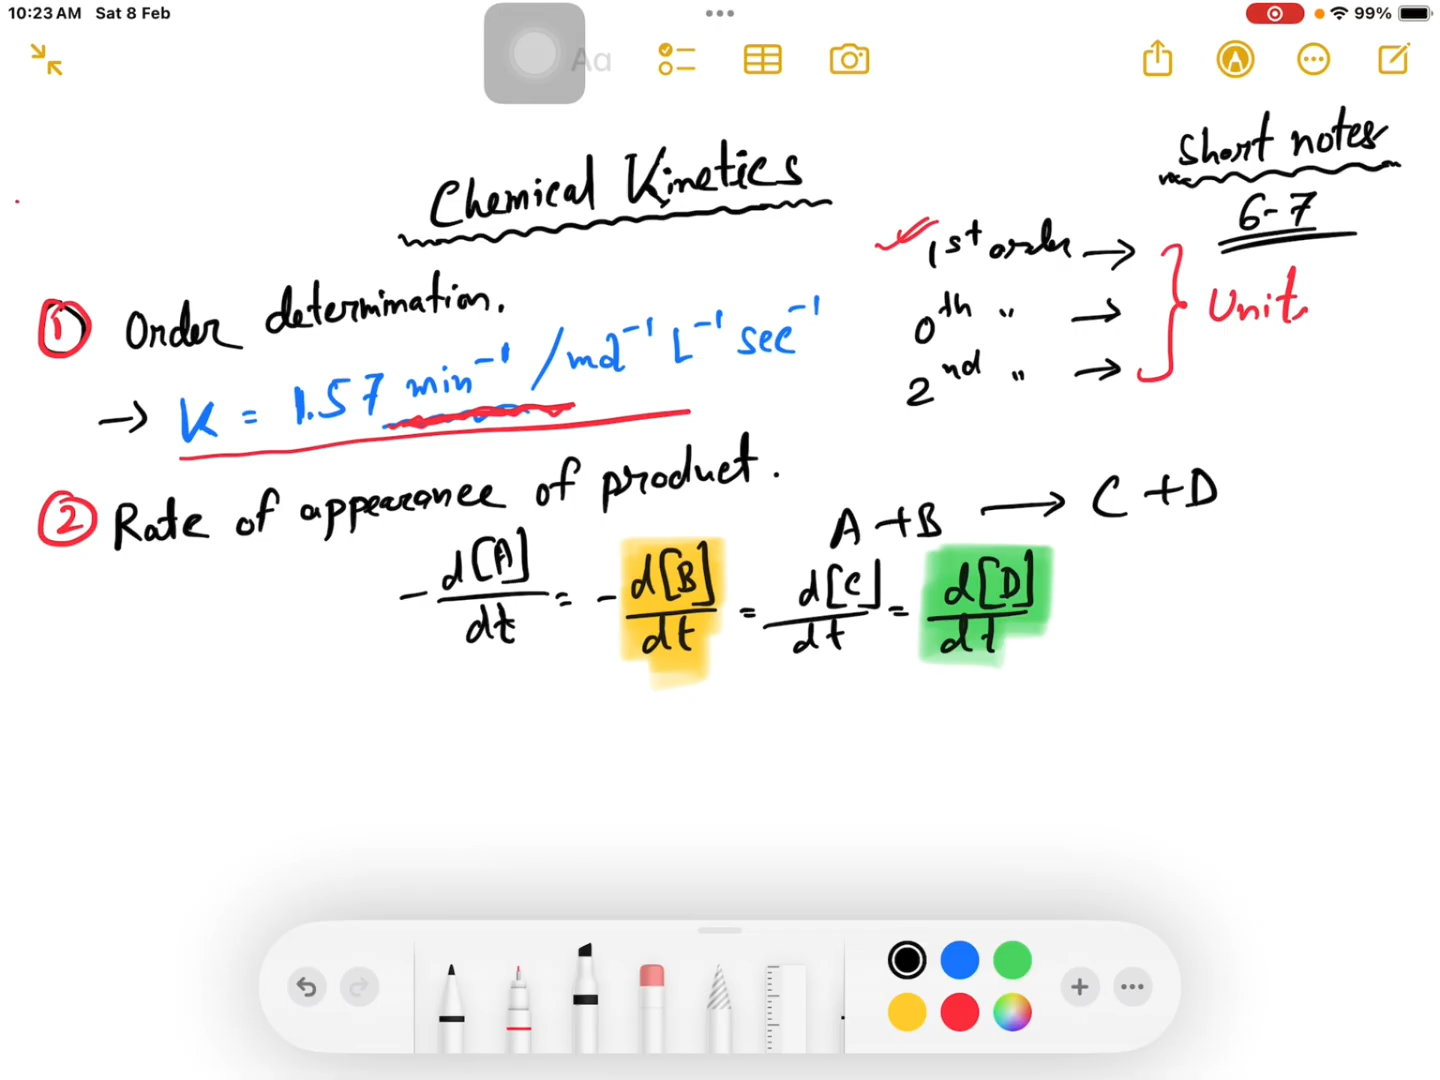 10:23 AM Sat 8 Feb
99%
Aa
Short notes
6-7
Chemical Kinetics
1st order →
0th " →
2nd " →
Unit
① Order determination.
→ K = 1.57 min⁻¹ / mol⁻¹ L⁻¹ sec⁻¹
② Rate of appearance of product.
A + B → C + D
- d[A]/dt = - d[B]/dt = d[C]/dt = d[D]/dt